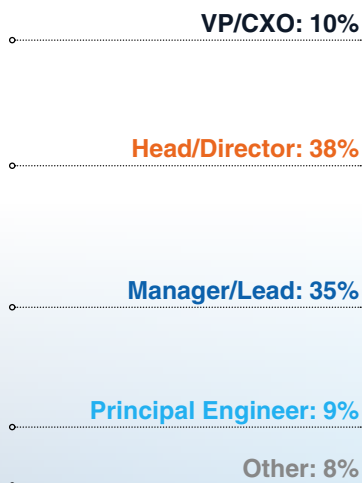 VP/CXO: 10%
Head/Director: 38%
Manager/Lead: 35%
Principal Engineer: 9%
Other: 8%